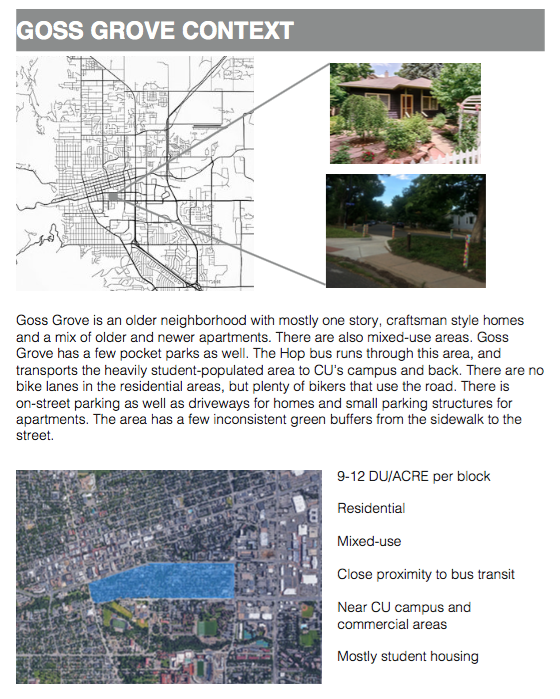 GOSS GROVE CONTEXT
Goss Grove is an older neighborhood with mostly one story, craftsman style homes
and a mix of older and newer apartments. There are also mixed-use areas. Goss
Grove has a few pocket parks as well. The Hop bus runs through this area, and
transports the heavily student-populated area to CU's campus and back. There are no
bike lanes in the residential areas, but plenty of bikers that use the road. There is
on-street parking as well as driveways for homes and small parking structures for
apartments. The area has a few inconsistent green buffers from the sidewalk to the
street.
9-12 DU/ACRE per block
Residential
Mixed-use
Close proximity to bus transit
Near CU campus and
commercial areas
Mostly student housing